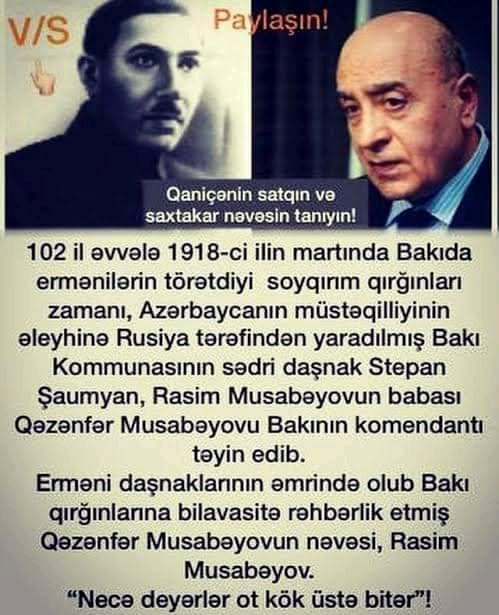 V/S
Paylaşın!
Qaniçənin satqın və
saxtakar nəvəsin tanıyın!
102 il əvvələ 1918-ci ilin martında Bakıda
ermənilərin törətdiyi soyqırım qırğınları
zamanı, Azərbaycanın müstəqilliyinin
əleyhinə Rusiya tərəfindən yaradılmış Bakı
Kommunasının sədri daşnak Stepan
Şaumyan, Rasim Musabəyovun babası
Qəzənfər Musabəyovu Bakının komendantı
təyin edib.
Erməni daşnaklarının əmrində olub Bakı
qırğınlarına bilavasitə rəhbərlik etmiş
Qəzənfər Musabəyovun nəvəsi, Rasim
Musabəyov.
“Necə deyərlər ot kök üstə bitər”!